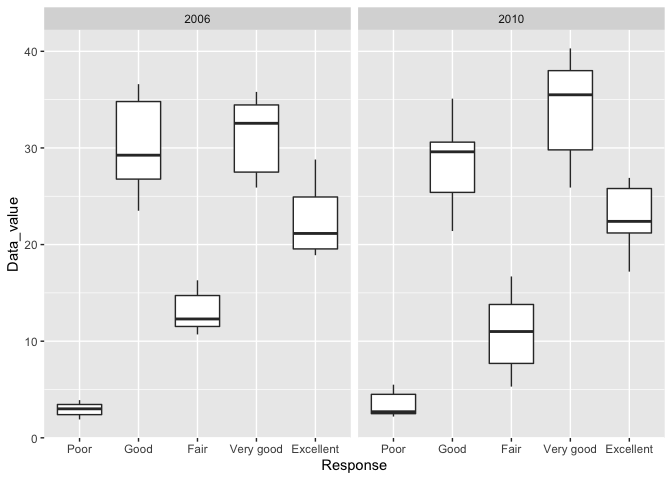 2006 2010
40
30
20
10
0
Data_value
Poor Good Fair Very good Excellent Poor Good Fair Very good Excellent
Response